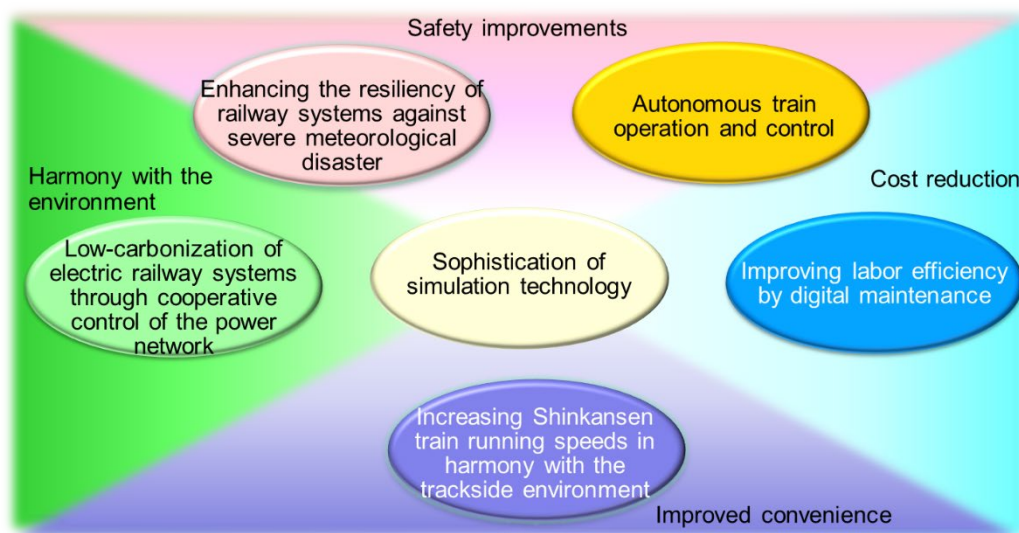 Safety improvements
Enhancing the resiliency of
railway systems against
severe meteorological
disaster
Autonomous train
operation and control
Harmony with the
environment
Cost reduction
Low-carbonization of
electric railway systems
through cooperative
control of the power
network
Sophistication of
simulation technology
Improving labor efficiency
by digital maintenance
Increasing Shinkansen
train running speeds in
harmony with the
trackside environment
Improved convenience